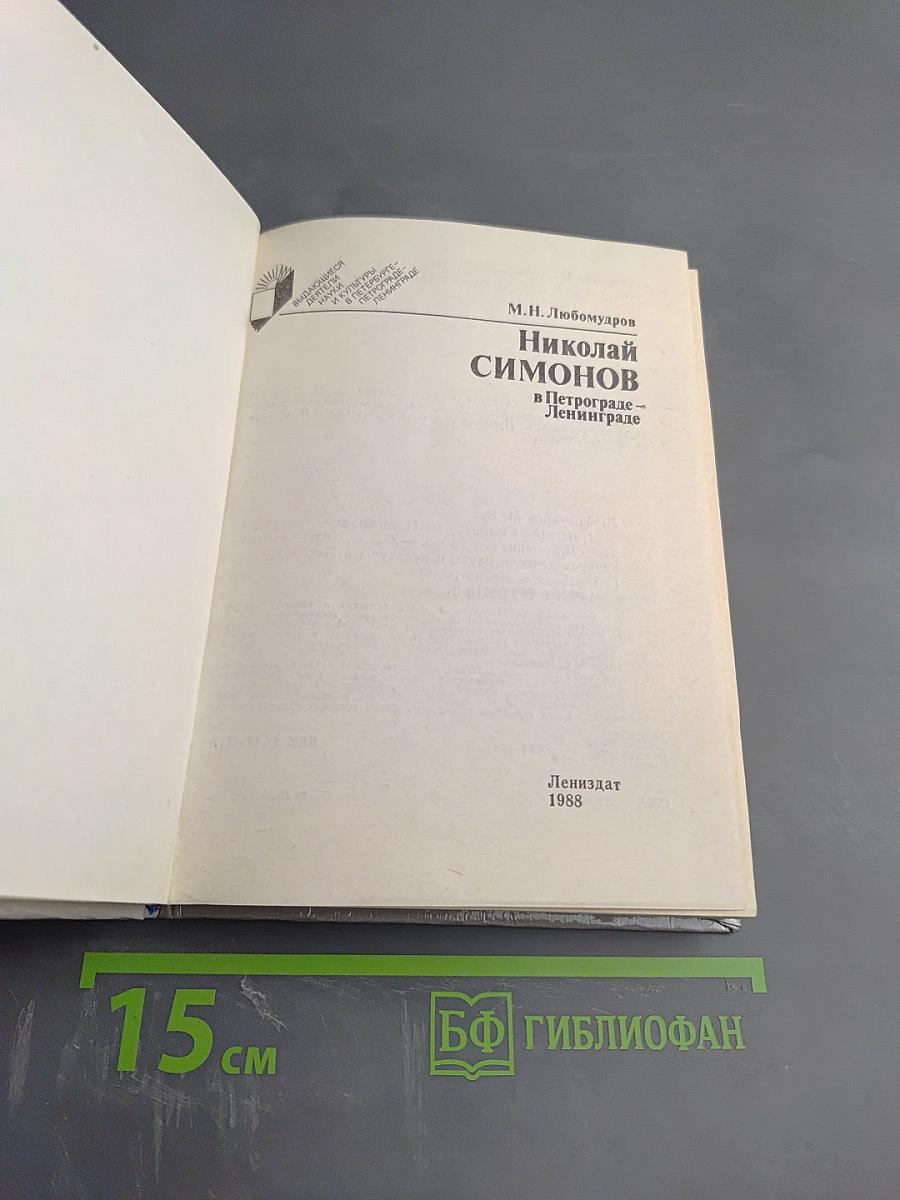 ВЫДАЮЩИЕСЯ
ДЕЯТЕЛИ
НАУКИ
И КУЛЬТУРЫ
В ПЕТЕРБУРГЕ–
ПЕТРОГРАДЕ–
ЛЕНИНГРАДЕ
М. Н. Любомудров
Николай
СИМОНОВ
в Петрограде –
Ленинграде
Лениздат
1988
15 см
БФ ГИБЛИОФАН